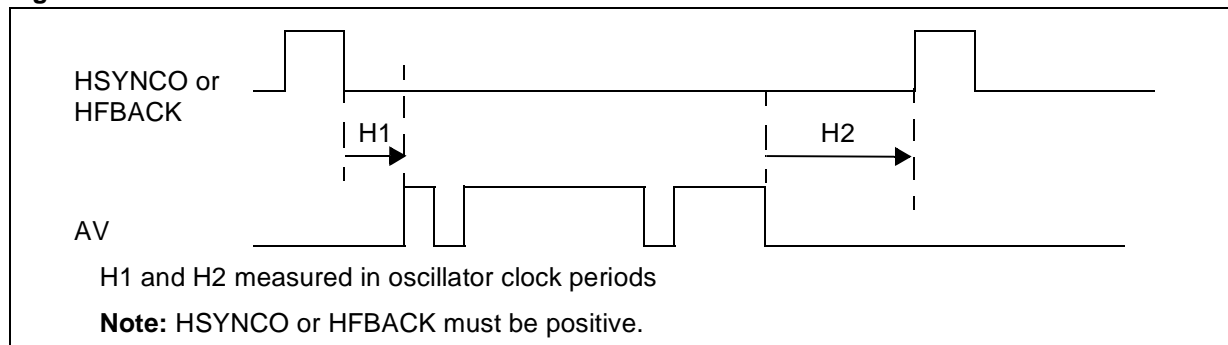 HSYNCO or
HFBACK
H1
H2
AV
H1 and H2 measured in oscillator clock periods
Note: HSYNCO or HFBACK must be positive.